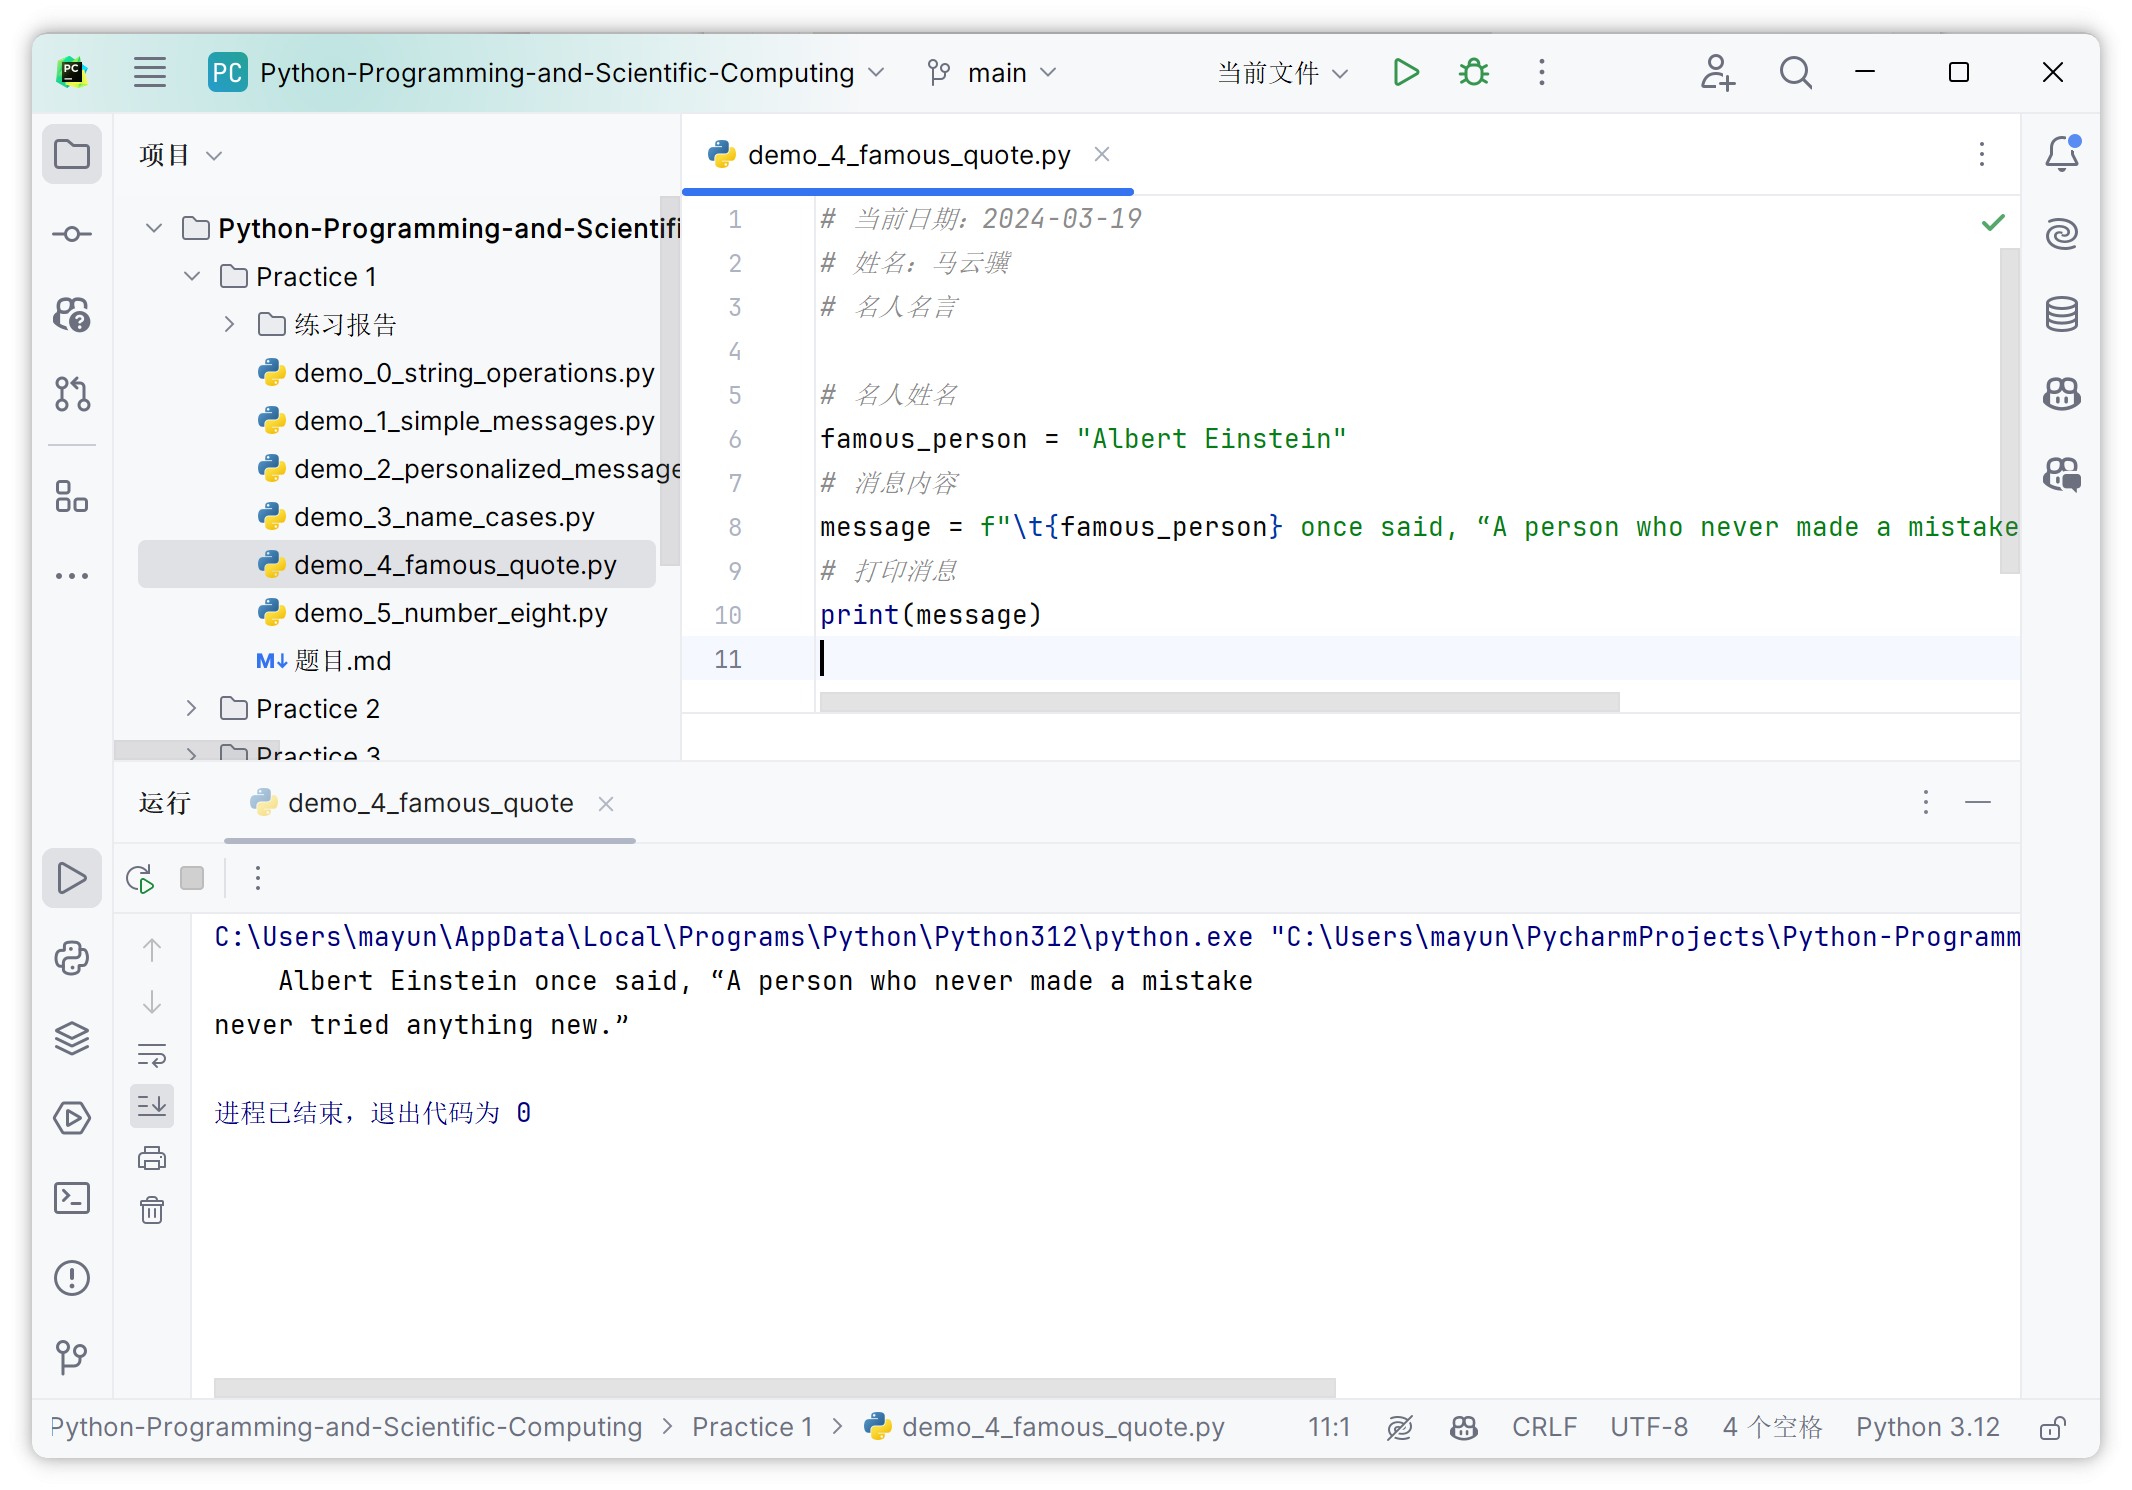 PC Python-Programming-and-Scientific-Computing main 当前文件
项目
Python-Programming-and-Scientifi
Practice 1
练习报告
demo_0_string_operations.py
demo_1_simple_messages.py
demo_2_personalized_message
demo_3_name_cases.py
demo_4_famous_quote.py
demo_5_number_eight.py
M↓ 题目.md
Practice 2
Practice 3
demo_4_famous_quote.py
1 # 当前日期：2024-03-19
2 # 姓名：马云骥
3 # 名人名言
4
5 # 名人姓名
6 famous_person = "Albert Einstein"
7 # 消息内容
8 message = f"\t{famous_person} once said, “A person who never made a mistake
9 # 打印消息
10 print(message)
11
运行 demo_4_famous_quote
C:\Users\mayun\AppData\Local\Programs\Python\Python312\python.exe "C:\Users\mayun\PycharmProjects\Python-Programm
Albert Einstein once said, “A person who never made a mistake
never tried anything new.”
进程已结束，退出代码为 0
Python-Programming-and-Scientific-Computing Practice 1 demo_4_famous_quote.py 11:1 CRLF UTF-8 4 个空格 Python 3.12